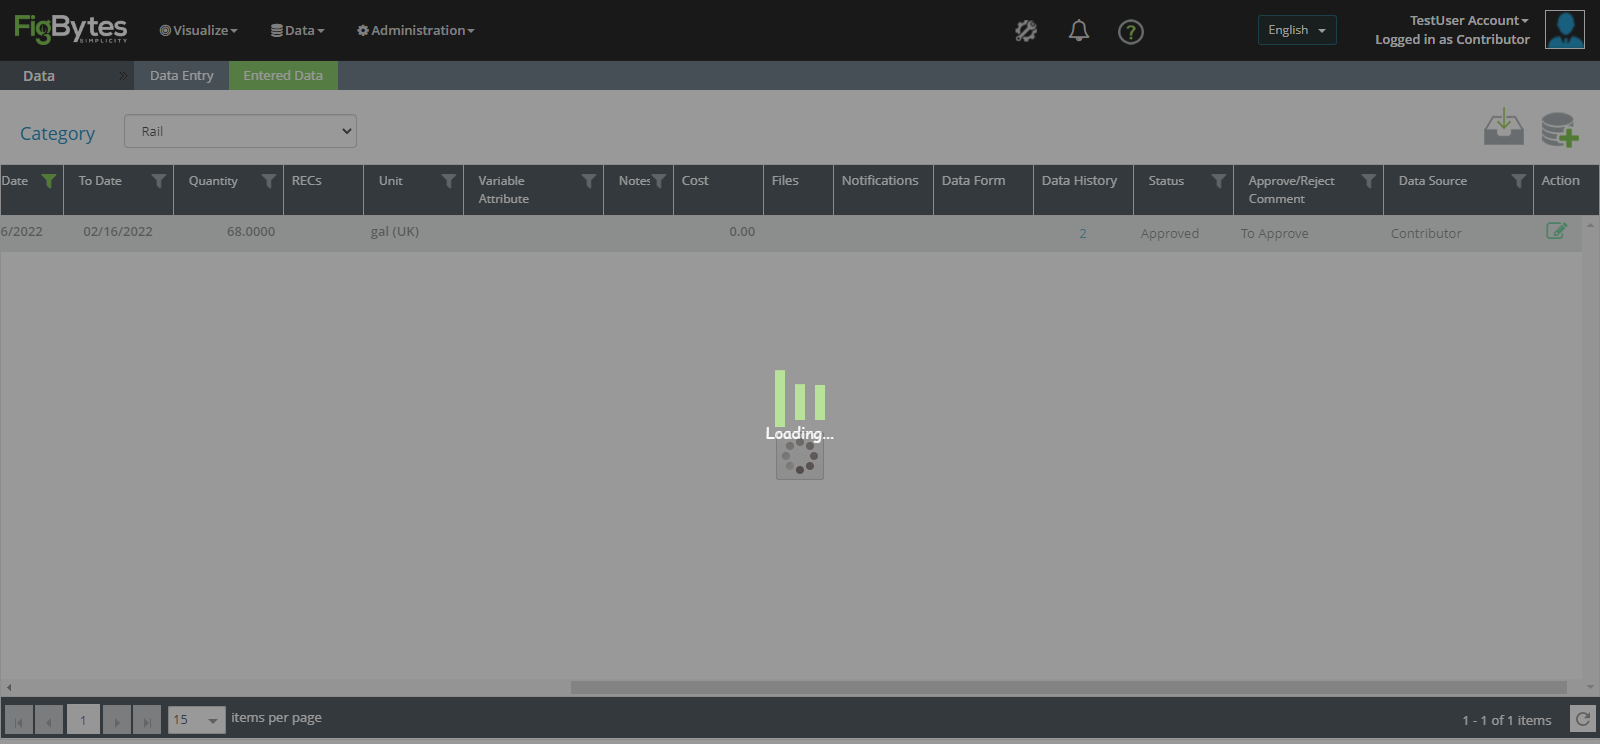 FigBytes
SIMPLICITY
Visualize
Data
Administration
English
TestUser Account
Logged in as Contributor
Data
Data Entry
Entered Data
Category
Rail
Date
To Date
Quantity
RECs
Unit
Variable
Attribute
Notes
Cost
Files
Notifications
Data Form
Data History
Status
Approve/Reject
Comment
Data Source
Action
6/2022
02/16/2022
68.0000
gal (UK)
0.00
2
Approved
To Approve
Contributor
Loading...
1
15
items per page
1 - 1 of 1 items